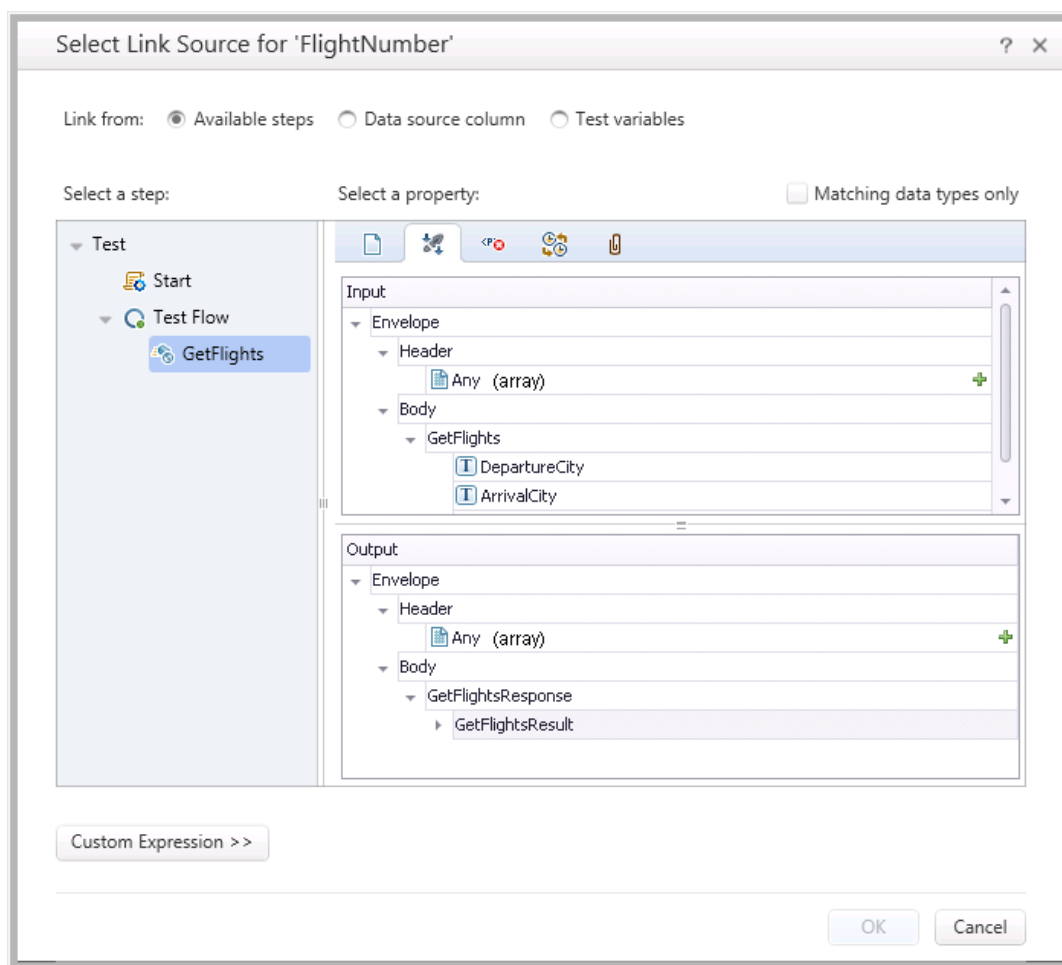 Select Link Source for 'FlightNumber'
? ×
Link from: Available steps Data source column Test variables
Select a step:
Select a property:
Matching data types only
Test
Start
Test Flow
GetFlights
<P>
Input
Envelope
Header
Any (array)
Body
GetFlights
T DepartureCity
T ArrivalCity
Output
Envelope
Header
Any (array)
Body
GetFlightsResponse
GetFlightsResult
Custom Expression >>
OK
Cancel